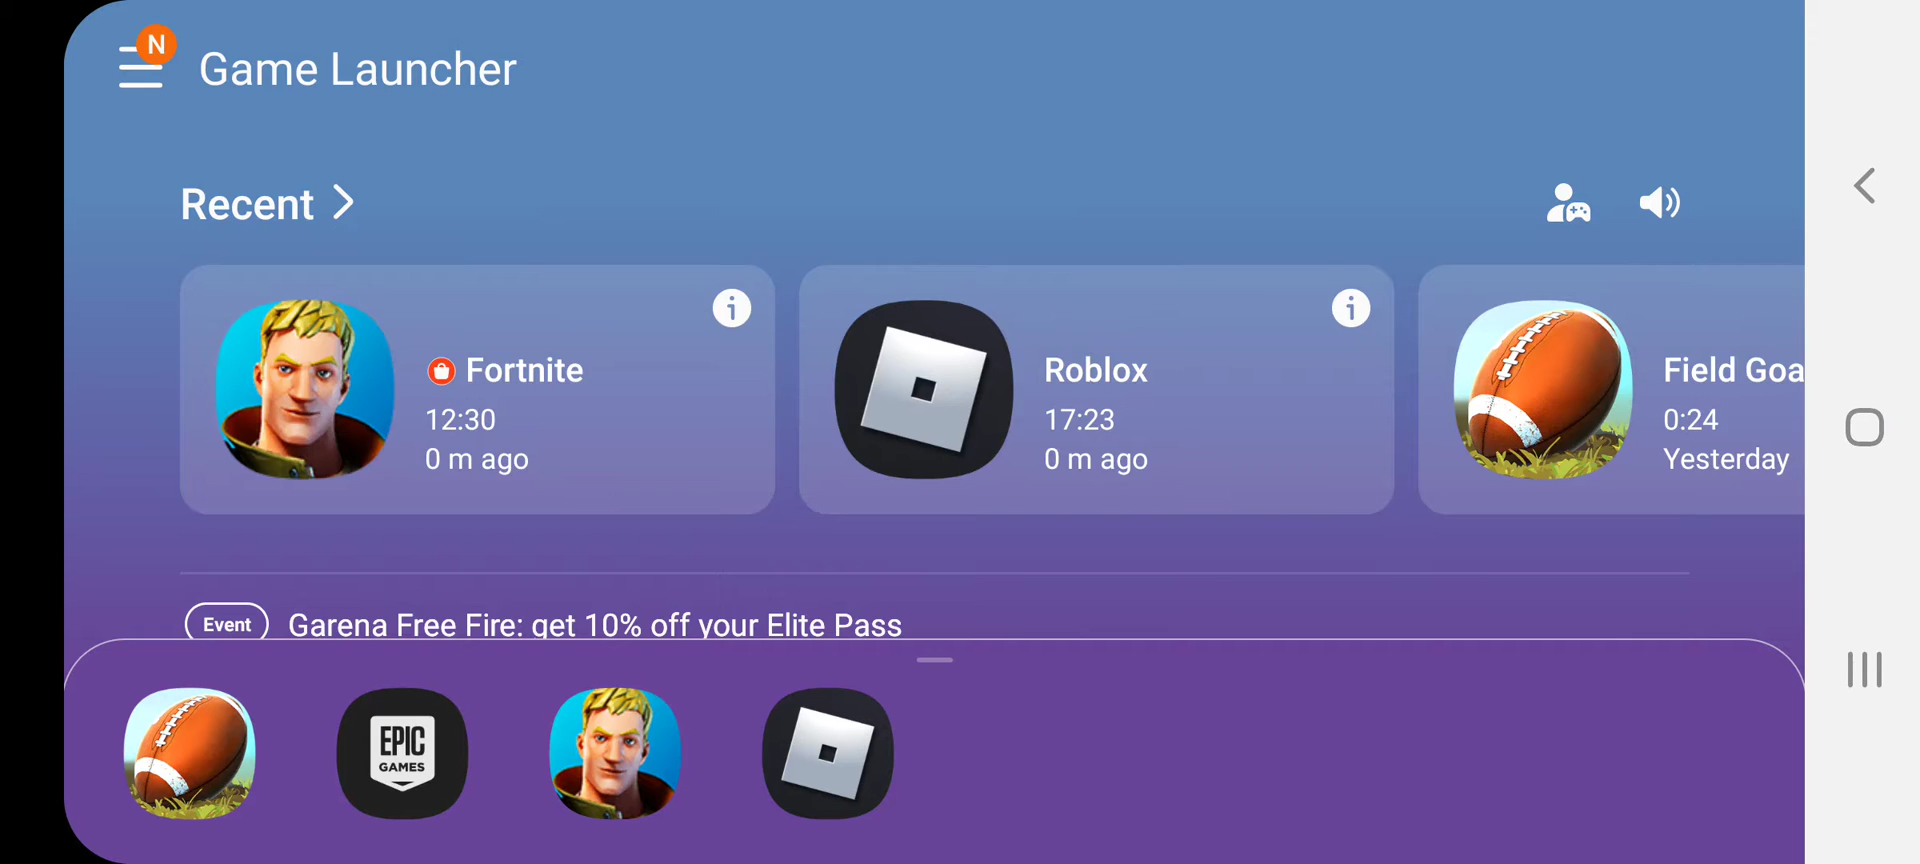 N
Game Launcher
Recent
Fortnite
12:30
0 m ago
Roblox
17:23
0 m ago
Field Goa
0:24
Yesterday
Event Garena Free Fire: get 10% off your Elite Pass
EPIC
GAMES